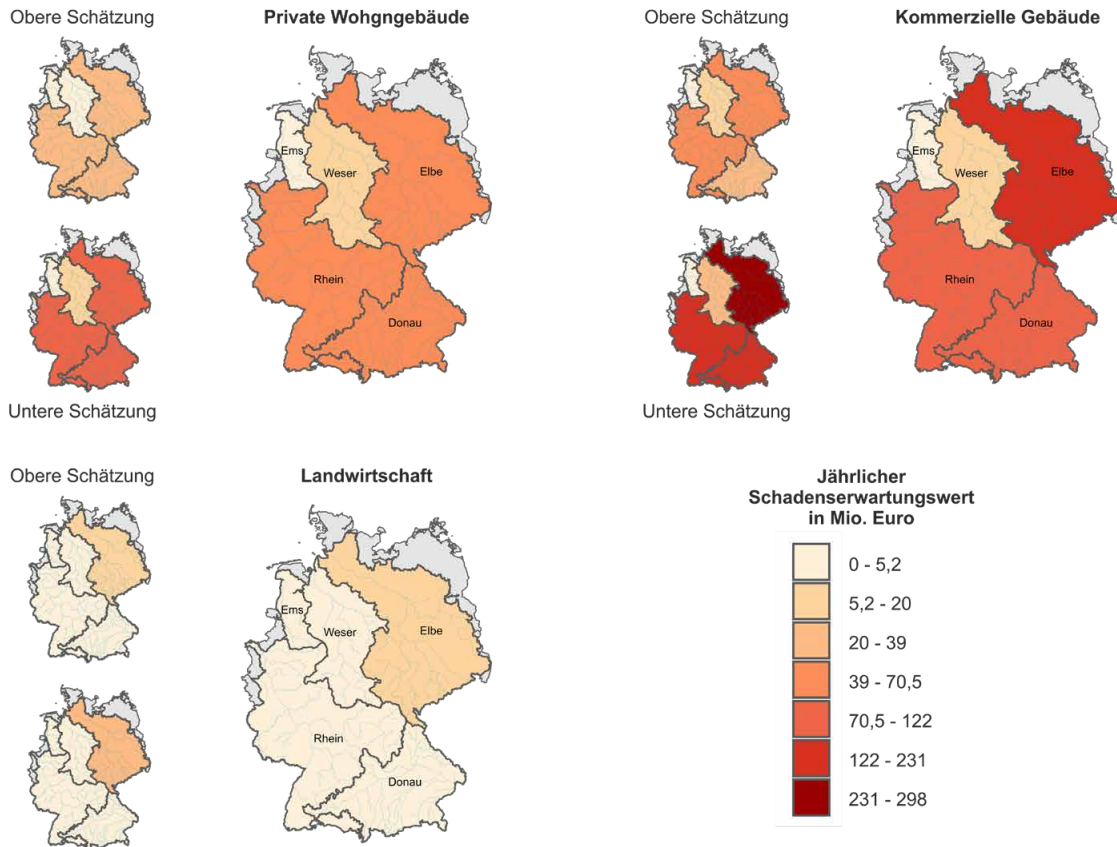 Obere Schätzung
Private Wohgngebäude
Ems
Weser
Elbe
Rhein
Donau
Untere Schätzung
Obere Schätzung
Kommerzielle Gebäude
Ems
Weser
Elbe
Rhein
Donau
Untere Schätzung
Obere Schätzung
Landwirtschaft
Ems
Weser
Elbe
Rhein
Donau
Jährlicher
Schadenserwartungswert
in Mio. Euro
0 - 5,2
5,2 - 20
20 - 39
39 - 70,5
70,5 - 122
122 - 231
231 - 298